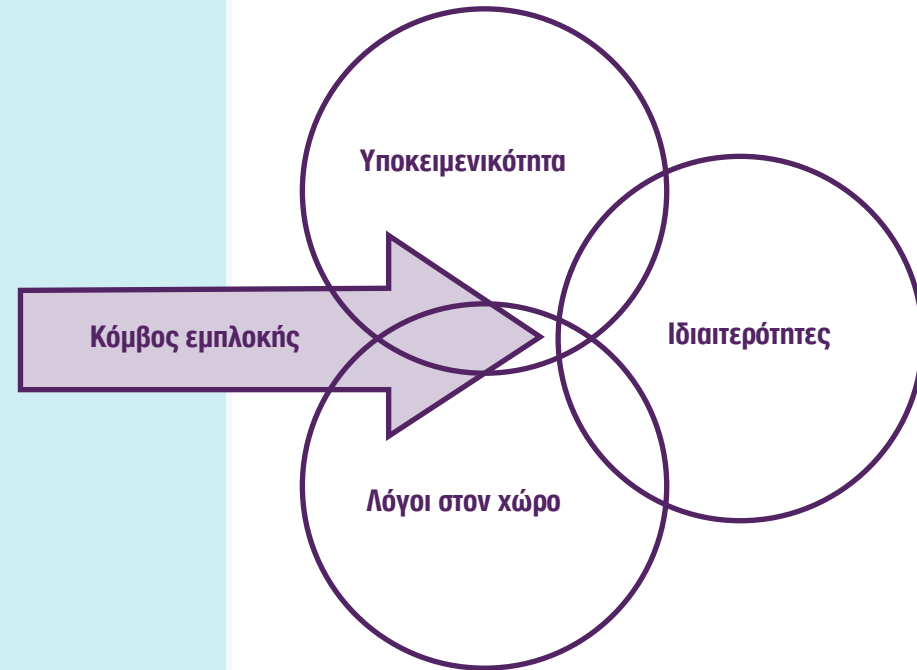 Υποκειμενικότητα
Κόμβος εμπλοκής
Ιδιαιτερότητες
Λόγοι στον χώρο